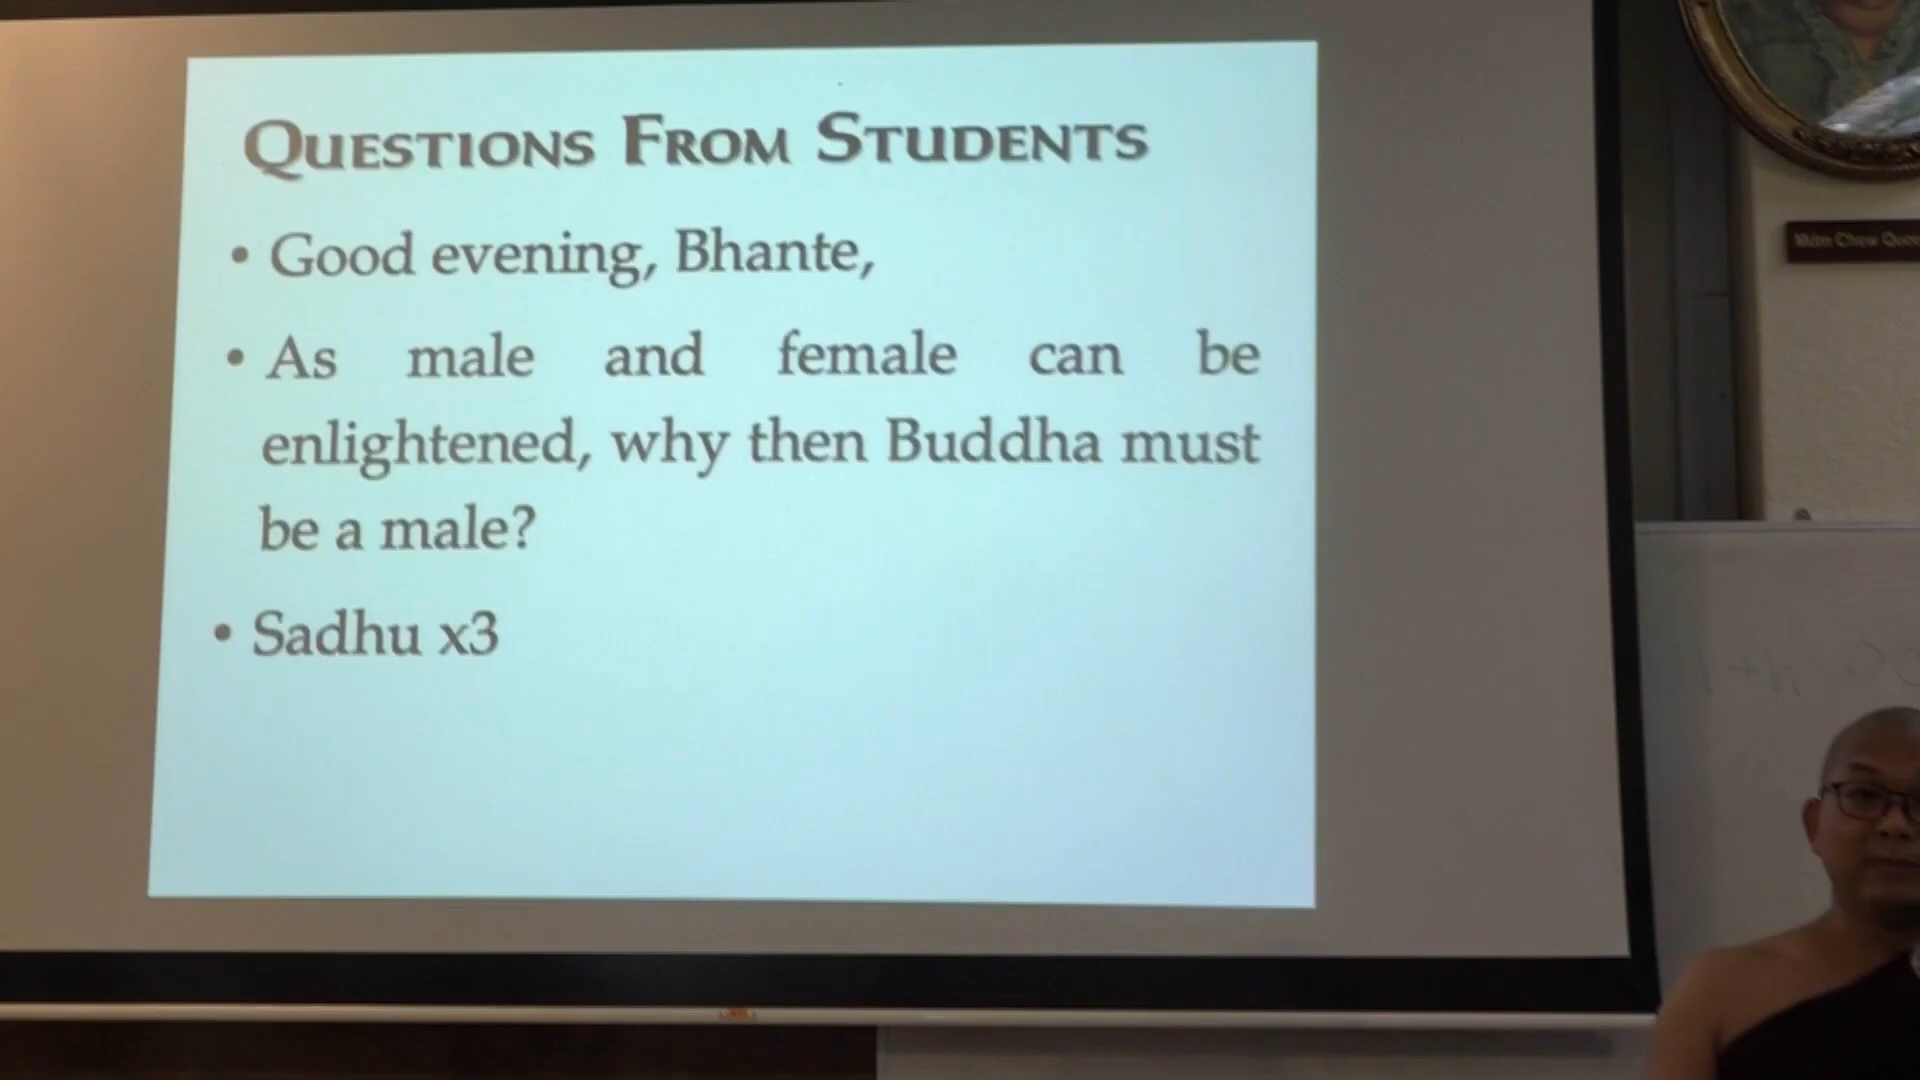 QUESTIONS FROM STUDENTS
• Good evening, Bhante,
• As male and female can be
enlightened, why then Buddha must
be a male?
• Sadhu x3